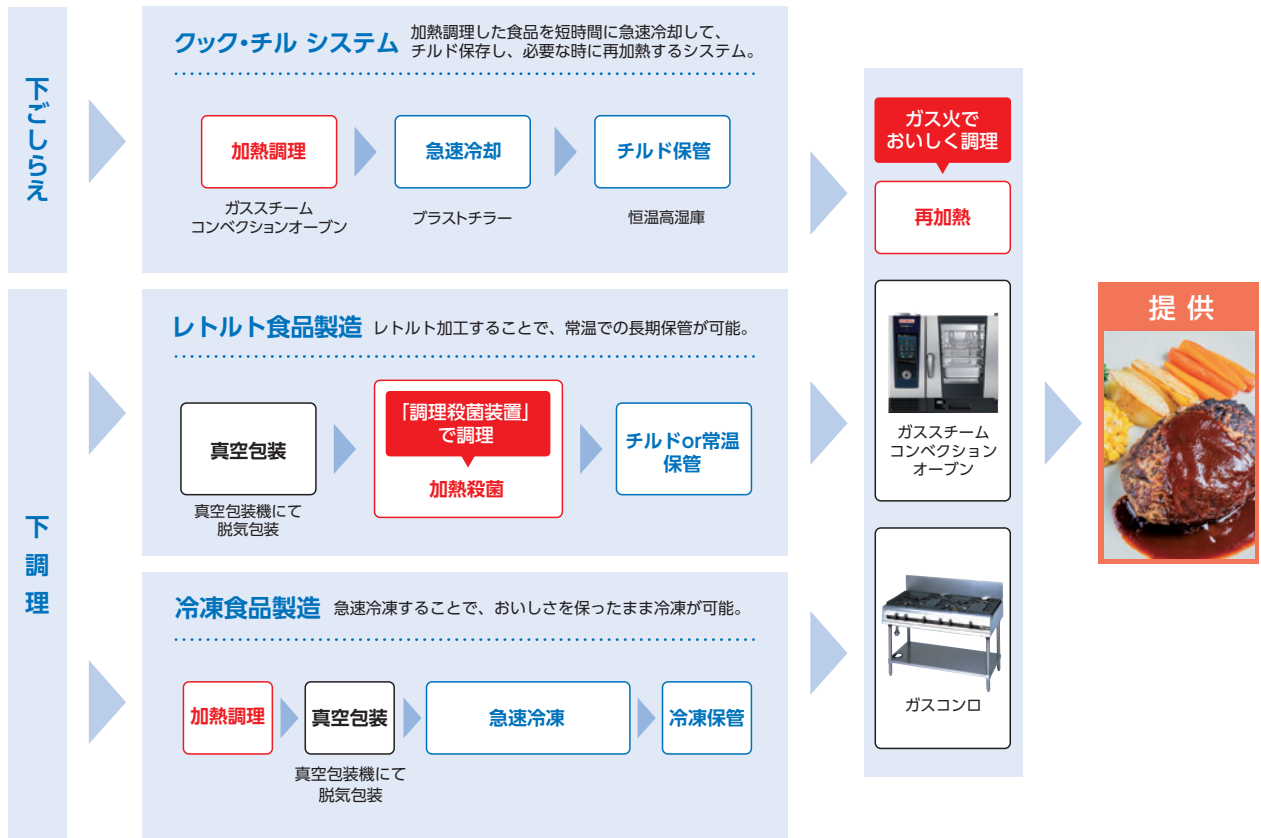 下ごしらえ
クック・チル システム
加熱調理した食品を短時間に急速冷却して、
チルド保存し、必要な時に再加熱するシステム。
加熱調理
ガススチーム
コンベクションオーブン
急速冷却
ブラストチラー
チルド保管
恒温高湿庫
下調理
レトルト食品製造
レトルト加工することで、常温での長期保管が可能。
真空包装
真空包装機にて
脱気包装
「調理殺菌装置」
で調理
加熱殺菌
チルドor常温
保管
冷凍食品製造
急速冷凍することで、おいしさを保ったまま冷凍が可能。
加熱調理
真空包装
真空包装機にて
脱気包装
急速冷凍
冷凍保管
ガス火で
おいしく調理
再加熱
ガススチーム
コンベクション
オーブン
ガスコンロ
提供